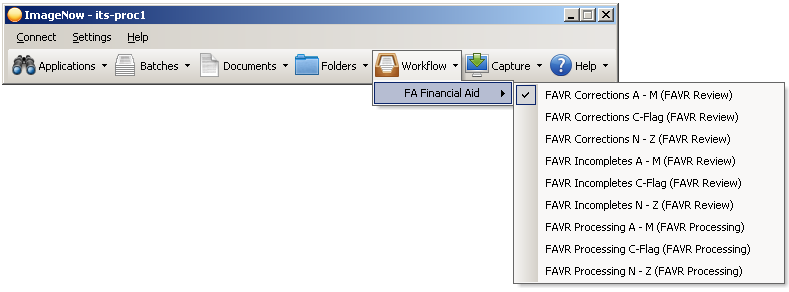 ImageNow - its-proc1
Connect Settings Help
Applications Batches Documents Folders Workflow Capture ? Help
FA Financial Aid
FAVR Corrections A - M (FAVR Review)
FAVR Corrections C-Flag (FAVR Review)
FAVR Corrections N - Z (FAVR Review)
FAVR Incompletes A - M (FAVR Review)
FAVR Incompletes C-Flag (FAVR Review)
FAVR Incompletes N - Z (FAVR Review)
FAVR Processing A - M (FAVR Processing)
FAVR Processing C-Flag (FAVR Processing)
FAVR Processing N - Z (FAVR Processing)